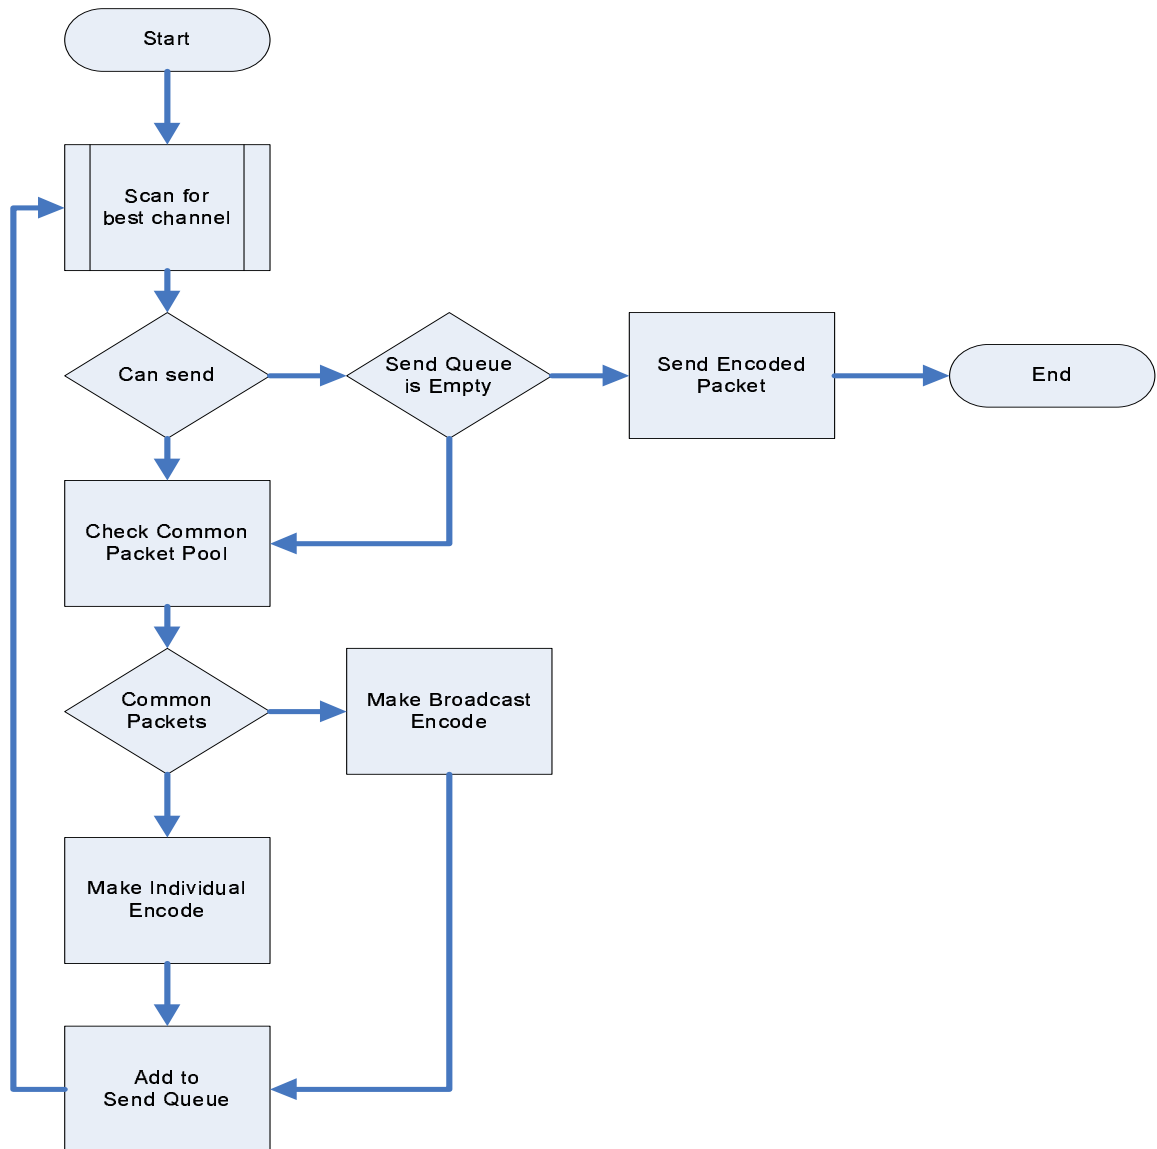 Start
Scan for
best channel
Can send
Send Queue
is Empty
Send Encoded
Packet
End
Check Common
Packet Pool
Common
Packets
Make Broadcast
Encode
Make Individual
Encode
Add to
Send Queue